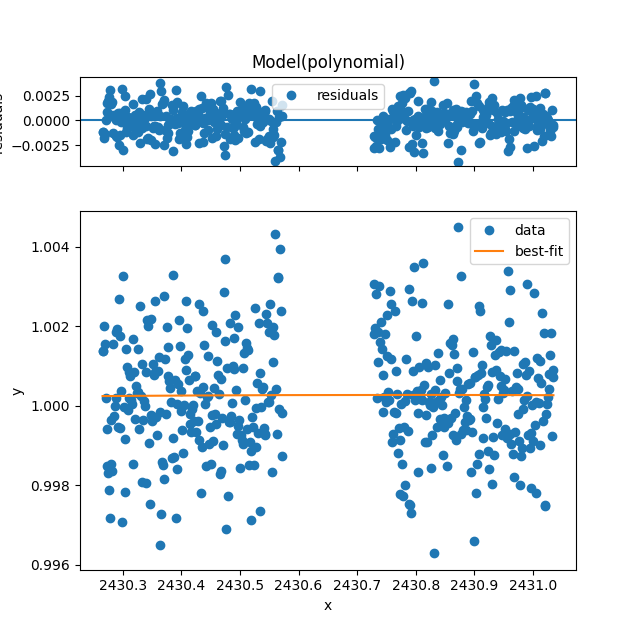 Model(polynomial)
residuals
0.0025
0.0000
−0.0025
residuals
1.004
1.002
1.000
0.998
0.996
y
data
best-fit
2430.3 2430.4 2430.5 2430.6 2430.7 2430.8 2430.9 2431.0
x